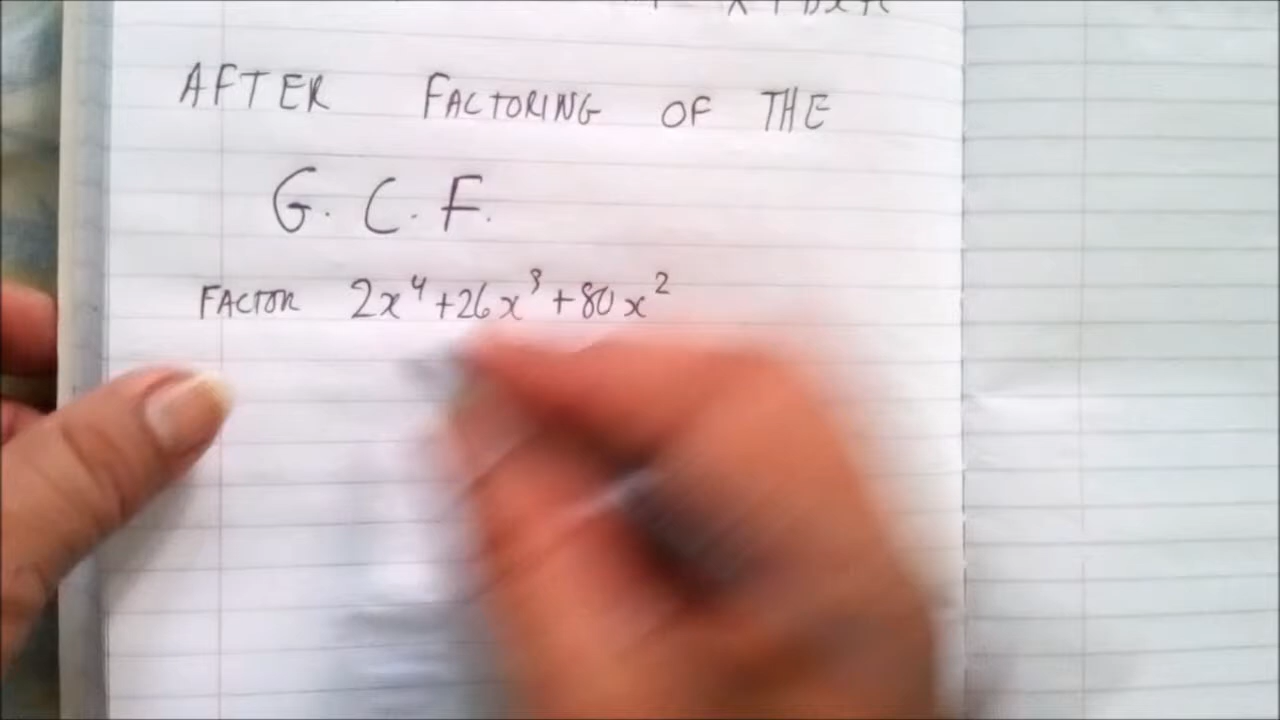 AFTER FACTORING OF THE
G. C. F.
FACTOR 2x⁴+26x³+80x²